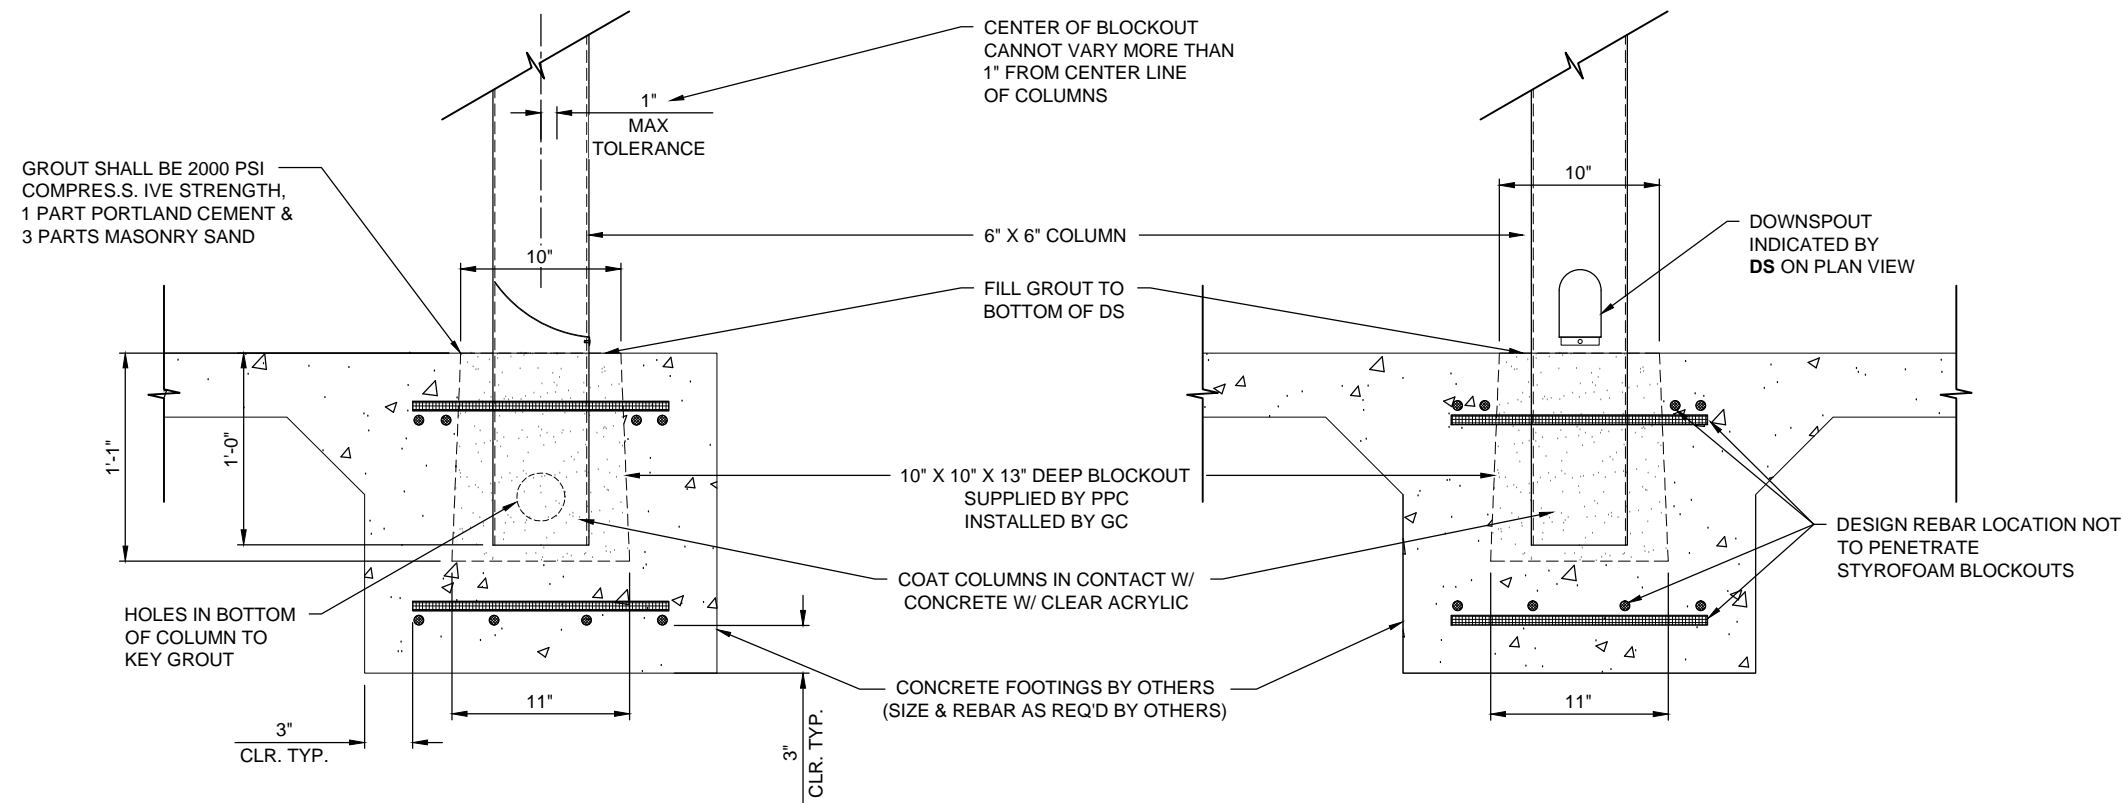 CENTER OF BLOCKOUT
CANNOT VARY MORE THAN
1" FROM CENTER LINE
OF COLUMNS
1"
MAX
TOLERANCE
GROUT SHALL BE 2000 PSI
COMPRES.S. IVE STRENGTH,
1 PART PORTLAND CEMENT &
3 PARTS MASONRY SAND
10"
10"
6" X 6" COLUMN
DOWNSPOUT
INDICATED BY
DS ON PLAN VIEW
FILL GROUT TO
BOTTOM OF DS
1'-1"
1'-0"
10" X 10" X 13" DEEP BLOCKOUT
SUPPLIED BY PPC
INSTALLED BY GC
DESIGN REBAR LOCATION NOT
TO PENETRATE
STYROFOAM BLOCKOUTS
COAT COLUMNS IN CONTACT W/
CONCRETE W/ CLEAR ACRYLIC
HOLES IN BOTTOM
OF COLUMN TO
KEY GROUT
CONCRETE FOOTINGS BY OTHERS
(SIZE & REBAR AS REQ'D BY OTHERS)
11"
11"
3"
CLR. TYP.
3"
CLR. TYP.